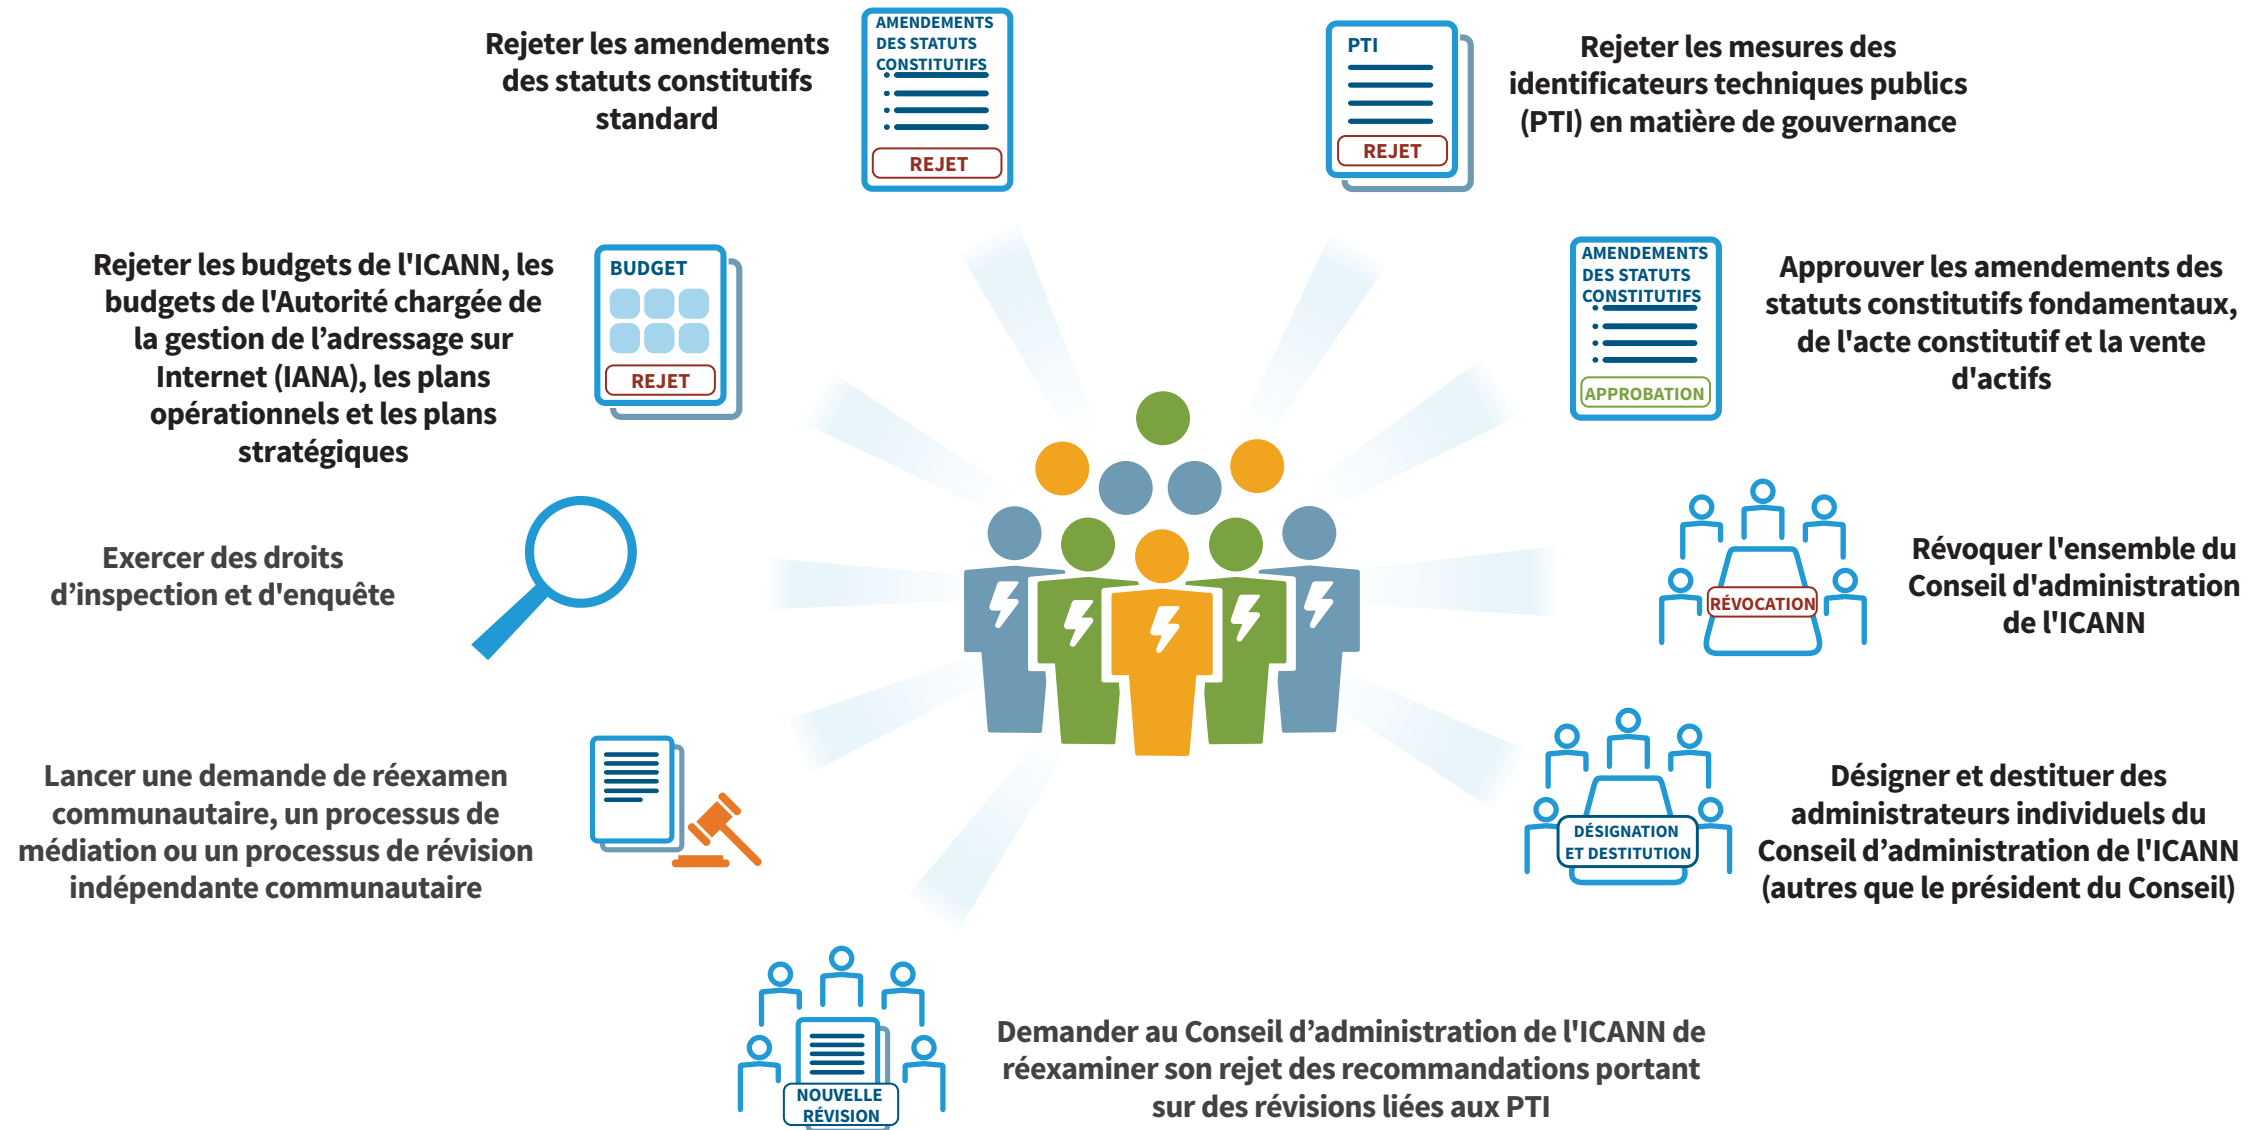 Rejeter les amendements
des statuts constitutifs
standard
AMENDEMENTS
DES STATUTS
CONSTITUTIFS
REJET
PTI
REJET
Rejeter les mesures des
identificateurs techniques publics
(PTI) en matière de gouvernance
Rejeter les budgets de l'ICANN, les
budgets de l'Autorité chargée de
la gestion de l’adressage sur
Internet (IANA), les plans
opérationnels et les plans
stratégiques
BUDGET
REJET
AMENDEMENTS
DES STATUTS
CONSTITUTIFS
APPROBATION
Approuver les amendements des
statuts constitutifs fondamentaux,
de l'acte constitutif et la vente
d'actifs
Exercer des droits
d’inspection et d'enquête
RÉVOCATION
Révoquer l'ensemble du
Conseil d'administration
de l'ICANN
Lancer une demande de réexamen
communautaire, un processus de
médiation ou un processus de révision
indépendante communautaire
DÉSIGNATION
ET DESTITUTION
Désigner et destituer des
administrateurs individuels du
Conseil d’administration de l'ICANN
(autres que le président du Conseil)
NOUVELLE
RÉVISION
Demander au Conseil d’administration de l'ICANN de
réexaminer son rejet des recommandations portant
sur des révisions liées aux PTI